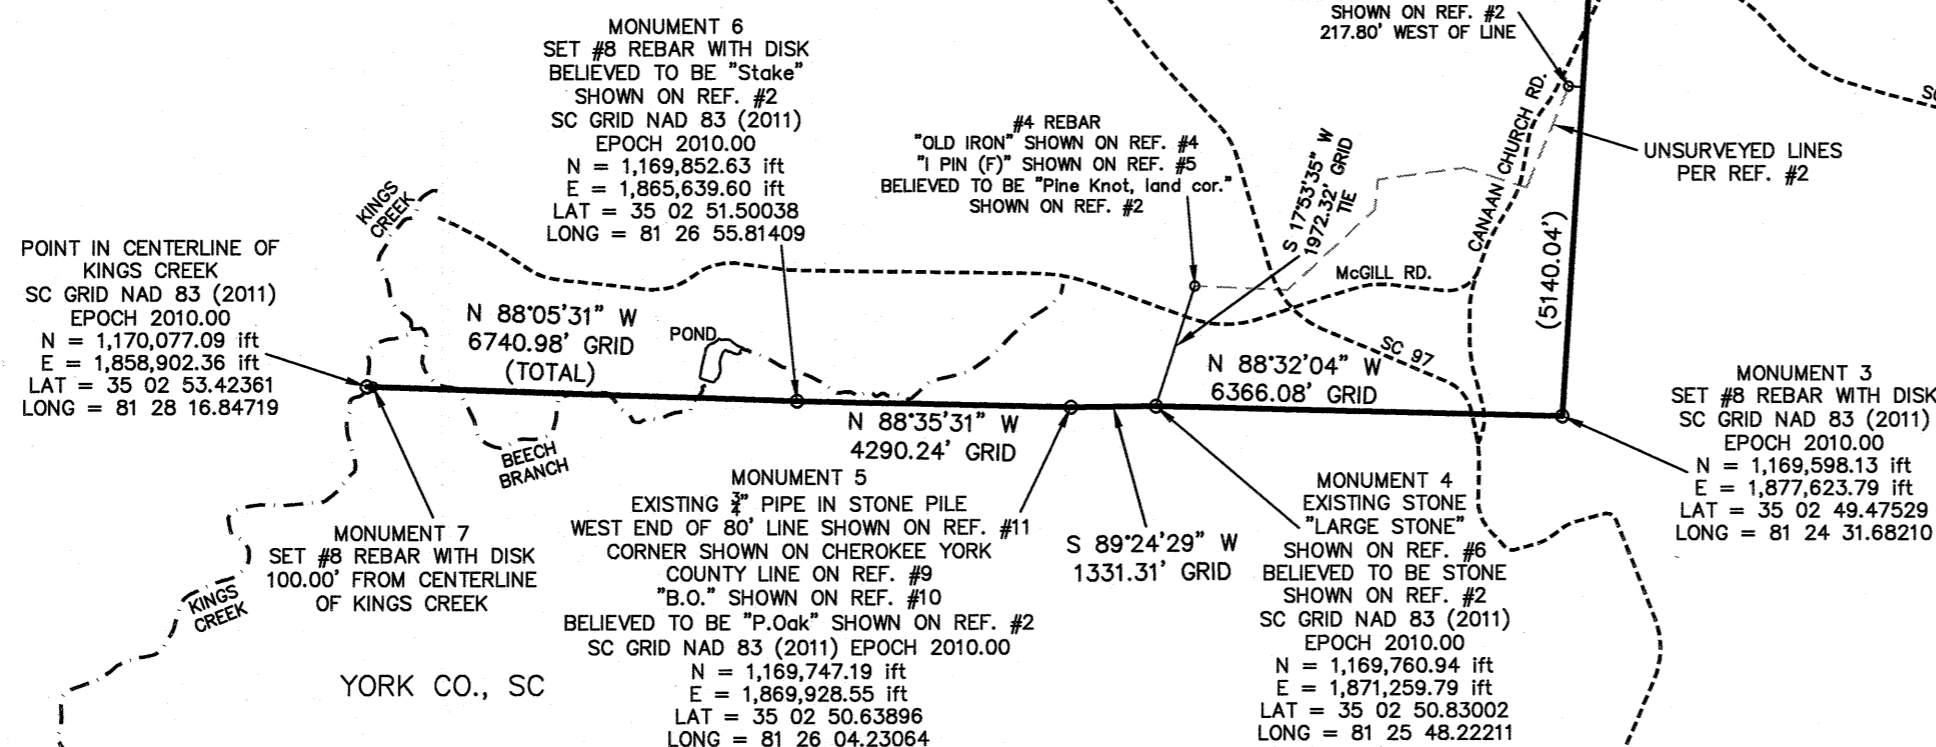 SHOWN ON REF. #2
217.80' WEST OF LINE
MONUMENT 6
SET #8 REBAR WITH DISK
BELIEVED TO BE "Stake"
SHOWN ON REF. #2
SC GRID NAD 83 (2011)
EPOCH 2010.00
N = 1,169,852.63 ift
E = 1,865,639.60 ift
LAT = 35 02 51.50038
LONG = 81 26 55.81409
#4 REBAR
"OLD IRON" SHOWN ON REF. #4
"I PIN (F)" SHOWN ON REF. #5
BELIEVED TO BE "Pine Knot, land cor."
SHOWN ON REF. #2
S 17°53'35" W
1972.32' GRID
TIE
CANAAN CHURCH RD.
UNSURVEYED LINES
PER REF. #2
KINGS
CREEK
POINT IN CENTERLINE OF
KINGS CREEK
SC GRID NAD 83 (2011)
EPOCH 2010.00
N = 1,170,077.09 ift
E = 1,858,902.36 ift
LAT = 35 02 53.42361
LONG = 81 28 16.84719
N 88°05'31" W
6740.98' GRID
(TOTAL)
POND
McGILL RD.
(5140.04')
SC 97
N 88°32'04" W
6366.08' GRID
N 88°35'31" W
4290.24' GRID
MONUMENT 3
SET #8 REBAR WITH DISK
SC GRID NAD 83 (2011)
EPOCH 2010.00
N = 1,169,598.13 ift
E = 1,877,623.79 ift
LAT = 35 02 49.47529
LONG = 81 24 31.68210
BEECH
BRANCH
MONUMENT 7
SET #8 REBAR WITH DISK
100.00' FROM CENTERLINE
OF KINGS CREEK
MONUMENT 5
EXISTING 3/4" PIPE IN STONE PILE
WEST END OF 80' LINE SHOWN ON REF. #11
CORNER SHOWN ON CHEROKEE YORK
COUNTY LINE ON REF. #9
"B.O." SHOWN ON REF. #10
BELIEVED TO BE "P.Oak" SHOWN ON REF. #2
SC GRID NAD 83 (2011) EPOCH 2010.00
N = 1,169,747.19 ift
E = 1,869,928.55 ift
LAT = 35 02 50.63896
LONG = 81 26 04.23064
S 89°24'29" W
1331.31' GRID
MONUMENT 4
EXISTING STONE
"LARGE STONE"
SHOWN ON REF. #6
BELIEVED TO BE STONE
SHOWN ON REF. #2
SC GRID NAD 83 (2011)
EPOCH 2010.00
N = 1,169,760.94 ift
E = 1,871,259.79 ift
LAT = 35 02 50.83002
LONG = 81 25 48.22211
KINGS
CREEK
YORK CO., SC